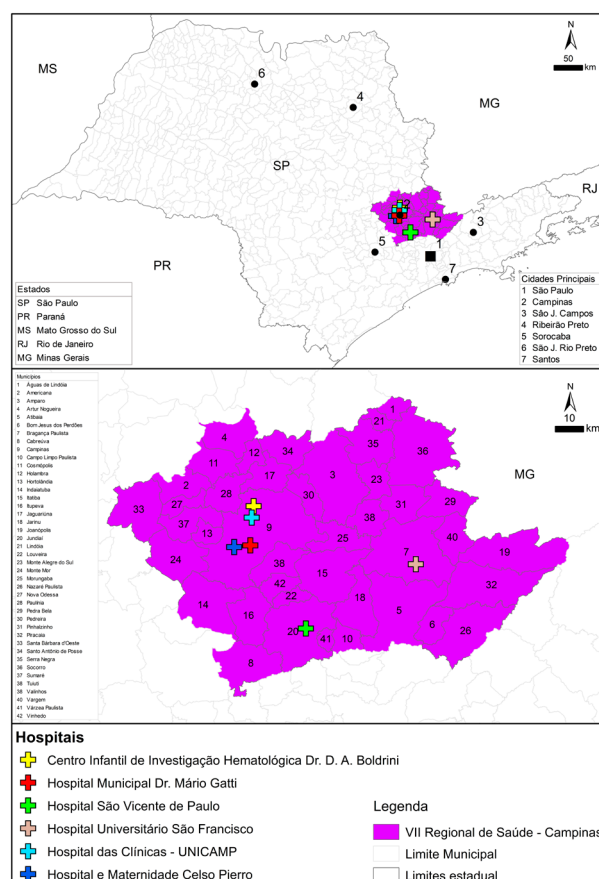 N
50 km
MS
MG
6
4
SP
2
RJ
3
5
1
7
PR
Estados
SP São Paulo
PR Paraná
MS Mato Grosso do Sul
RJ Rio de Janeiro
MG Minas Gerais
Cidades Principais
1 São Paulo
2 Campinas
3 São J. Campos
4 Ribeirão Preto
5 Sorocaba
6 São J. Rio Preto
7 Santos
Municípios
1 Águas de Lindóia
2 Americana
3 Amparo
4 Artur Nogueira
5 Atibaia
6 Bom Jesus dos Perdões
7 Bragança Paulista
8 Cabreúva
9 Campinas
10 Campo Limpo Paulista
11 Cosmópolis
12 Holambra
13 Hortolândia
14 Indaiatuba
15 Itatiba
16 Itupeva
17 Jaguariúna
18 Jarinu
19 Joanópolis
20 Jundiaí
21 Lindóia
22 Louveira
23 Monte Alegre do Sul
24 Monte Mor
25 Morungaba
26 Nazaré Paulista
27 Nova Odessa
28 Paulínia
29 Pedra Bela
30 Pedreira
31 Pinhalzinho
32 Piracaia
33 Santa Bárbara d'Oeste
34 Santo Antônio de Posse
35 Serra Negra
36 Socorro
37 Sumaré
38 Tuiuti
38 Valinhos
40 Vargem
41 Várzea Paulista
42 Vinhedo
N
10 km
MG
1
21
4
12
34
35
36
11
17
3
23
2
28
30
31
29
33
27
37
9
38
13
25
40
7
19
24
38
15
42
32
14
22
18
16
5
20
41
10
6
26
8
Hospitais
Centro Infantil de Investigação Hematológica Dr. D. A. Boldrini
Hospital Municipal Dr. Mário Gatti
Hospital São Vicente de Paulo
Hospital Universitário São Francisco
Hospital das Clínicas - UNICAMP
Hospital e Maternidade Celso Pierro
Legenda
VII Regional de Saúde - Campinas
Limite Municipal
Limites estadual